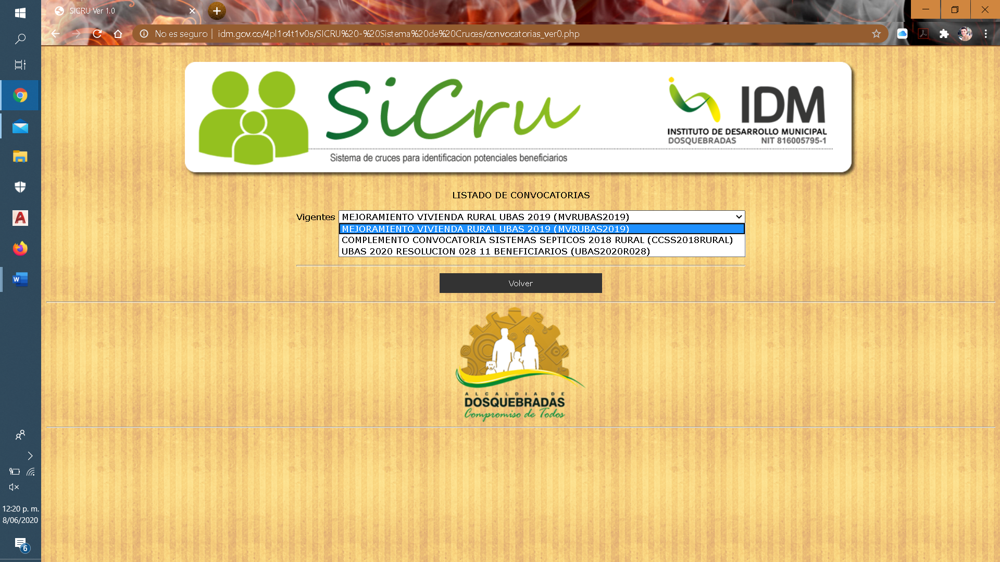 SICRU Ver 1.0
No es seguro | idm.gov.co/4pl1c4t1v0s/SICRU%20-%20Sistema%20de%20Cruces/convocatorias_ver0.php
SiCru
IDM
INSTITUTO DE DESARROLLO MUNICIPAL
DOSQUEBRADAS NIT 816005795-1
Sistema de cruces para identificacion potenciales beneficiarios
LISTADO DE CONVOCATORIAS
Vigentes MEJORAMIENTO VIVIENDA RURAL UBAS 2019 (MVRUBAS2019)
MEJORAMIENTO VIVIENDA RURAL UBAS 2019 (MVRUBAS2019)
COMPLEMENTO CONVOCATORIA SISTEMAS SEPTICOS 2018 RURAL (CCSS2018RURAL)
UBAS 2020 RESOLUCION 028 11 BENEFICIARIOS (UBAS2020R028)
Volver
ALCALDIA DE
DOSQUEBRADAS
Compromiso de Todos
12:20 p. m.
8/06/2020
6